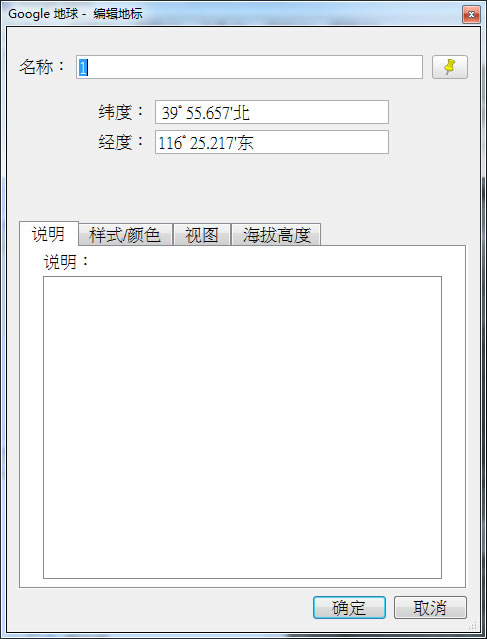 Google 地球 - 编辑地标
名称： 1
纬度： 39° 55.657'北
经度： 116° 25.217'东
说明 样式/颜色 视图 海拔高度
说明：
确定 取消